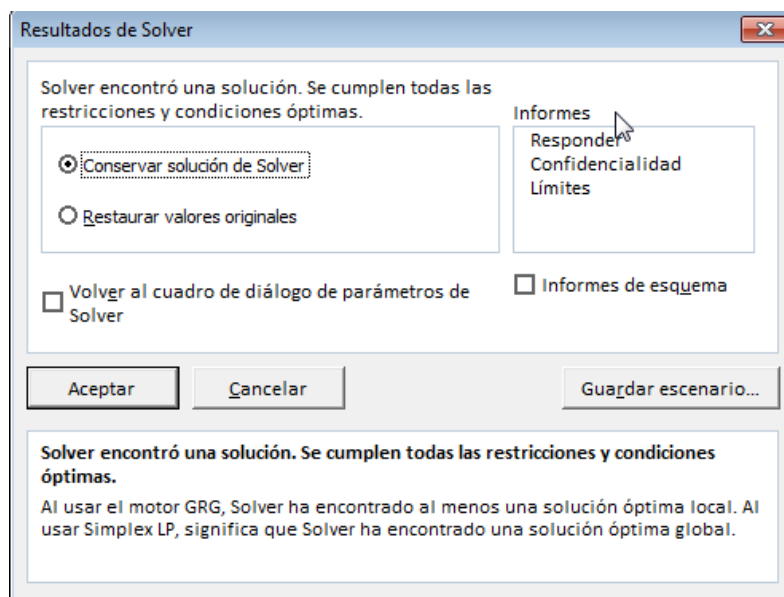 Resultados de Solver
Solver encontró una solución. Se cumplen todas las
restricciones y condiciones óptimas.
Conservar solución de Solver
Restaurar valores originales
Informes
Responder
Confidencialidad
Límites
Volver al cuadro de diálogo de parámetros de
Solver
Informes de esquema
Aceptar
Cancelar
Guardar escenario...
Solver encontró una solución. Se cumplen todas las restricciones y condiciones
óptimas.
Al usar el motor GRG, Solver ha encontrado al menos una solución óptima local. Al
usar Simplex LP, significa que Solver ha encontrado una solución óptima global.